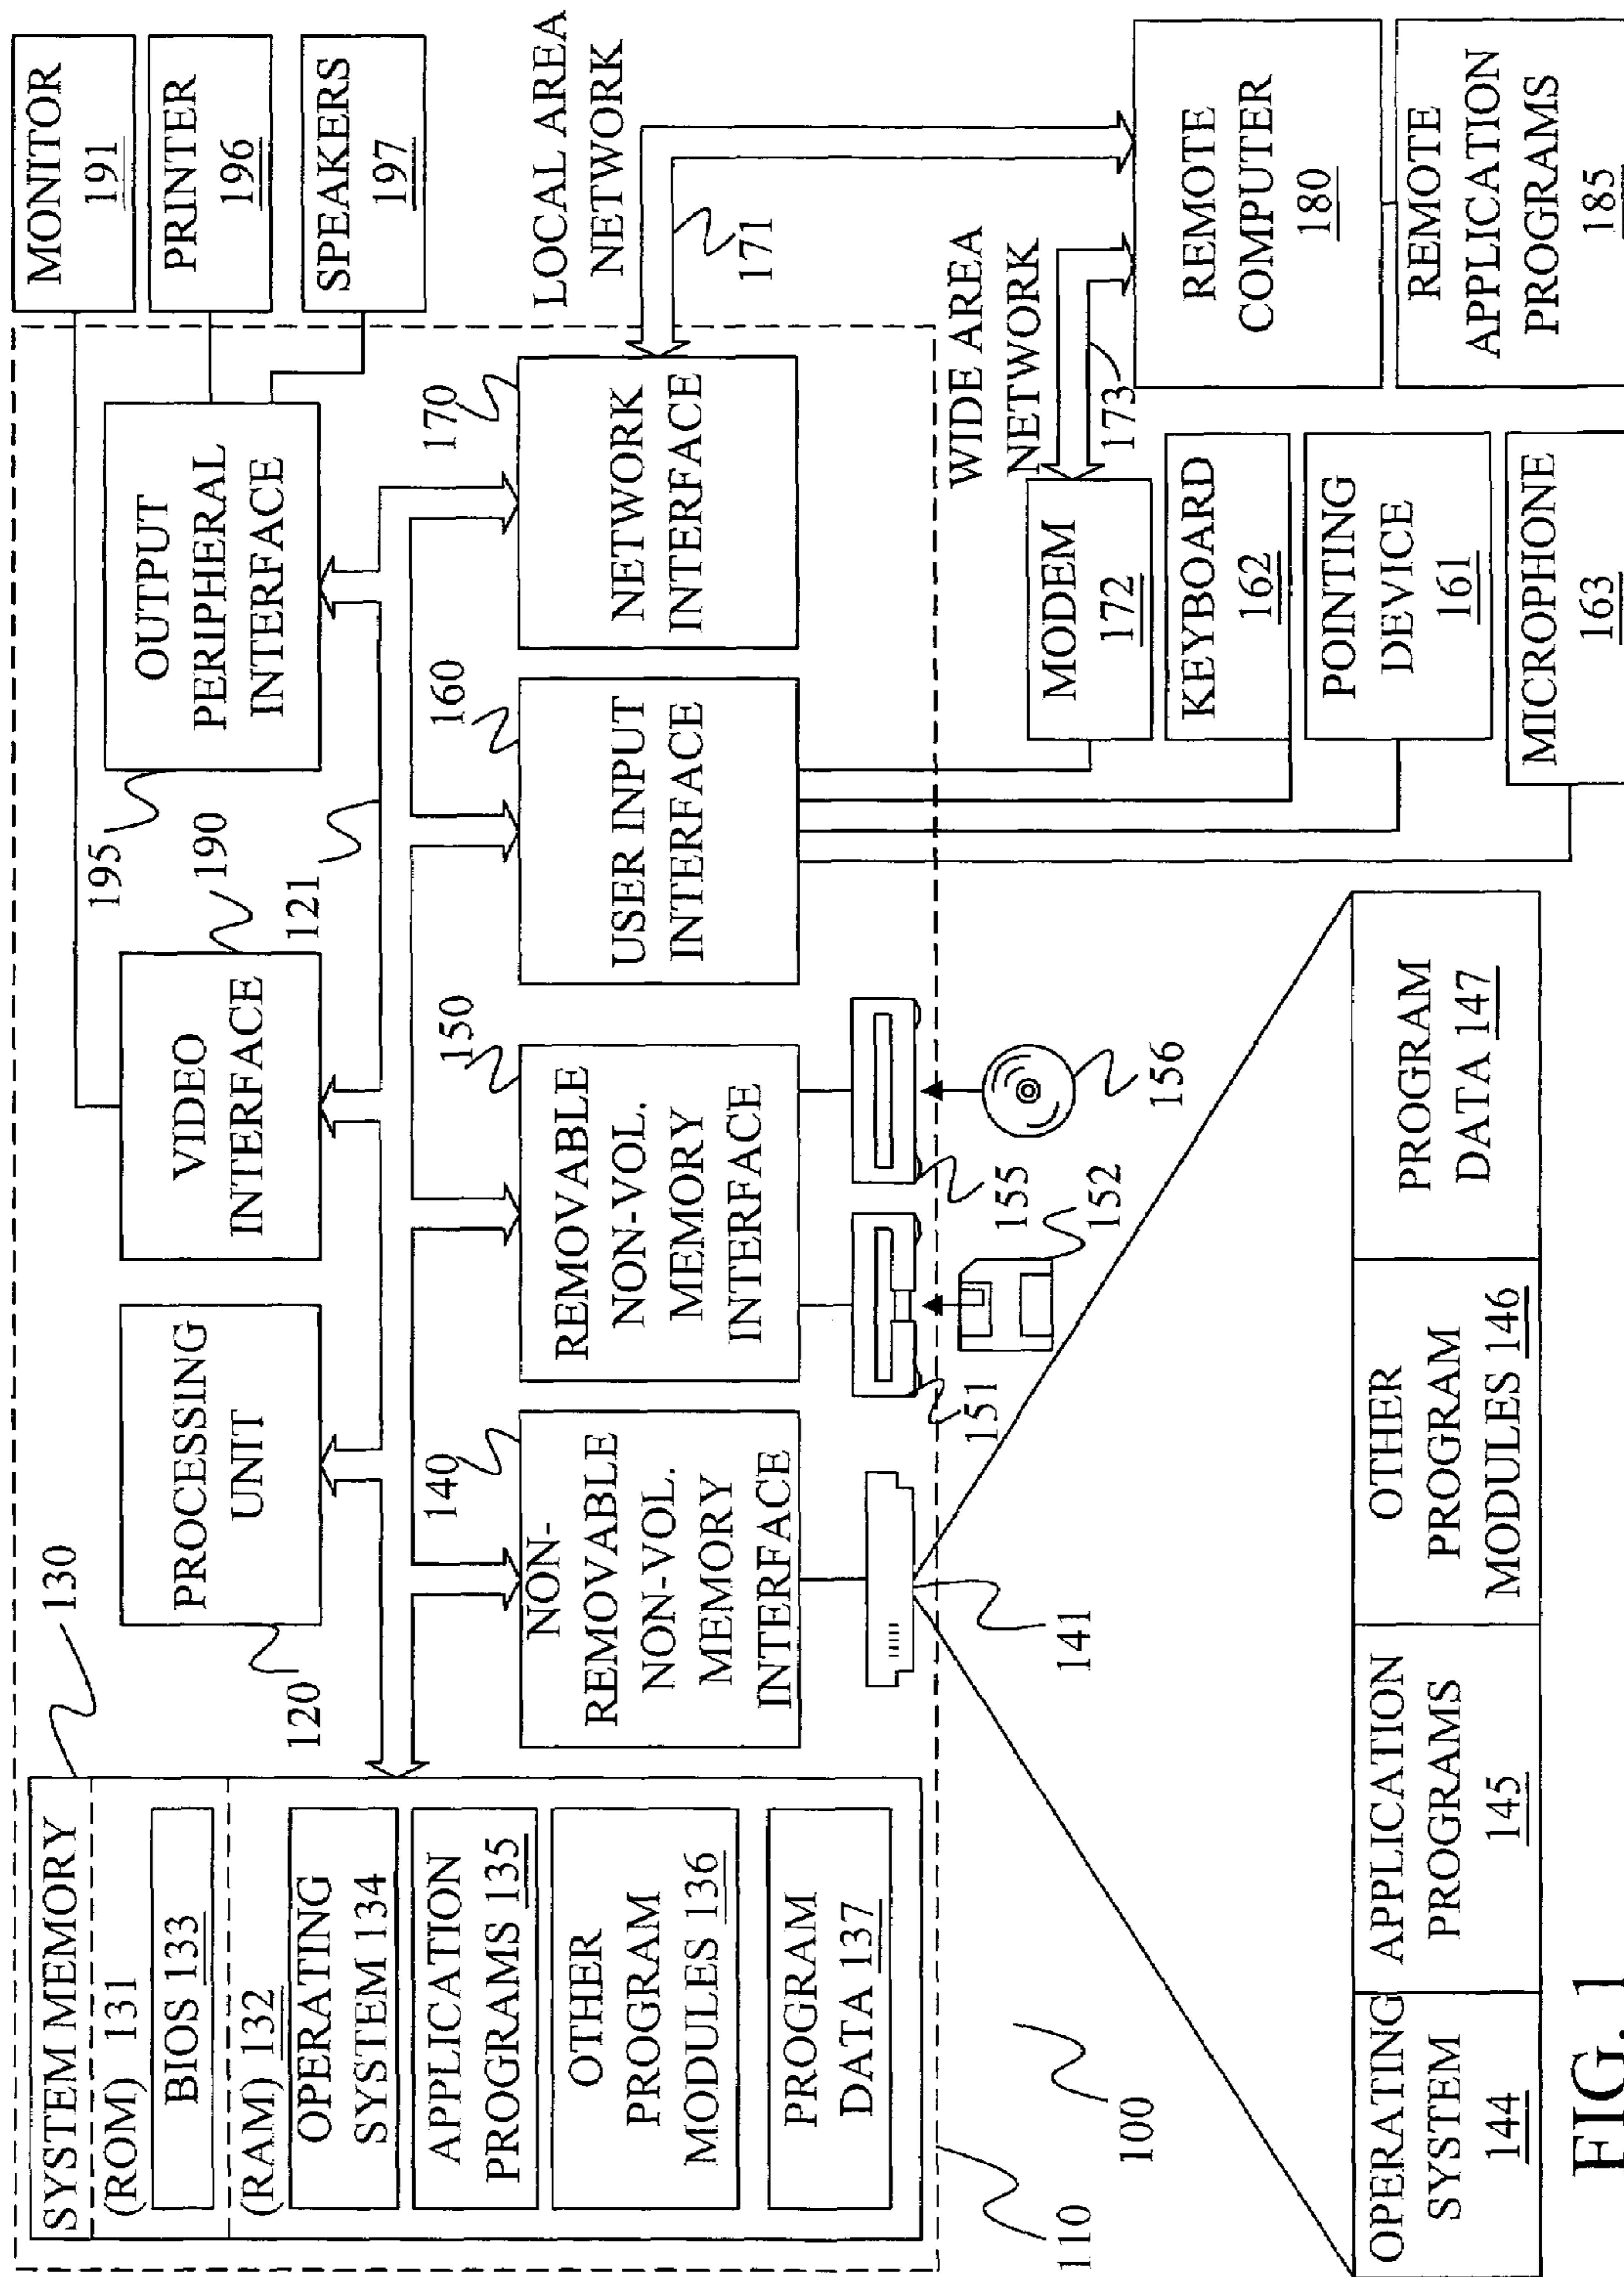 SYSTEM MEMORY
(ROM) 131
BIOS 133
(RAM) 132
OPERATING
SYSTEM 134
APPLICATION
PROGRAMS 135
OTHER
PROGRAM
MODULES 136
PROGRAM
DATA 137
130
120
PROCESSING
UNIT
VIDEO
INTERFACE
190
121
195
OUTPUT
PERIPHERAL
INTERFACE
MONITOR
191
PRINTER
196
SPEAKERS
197
140
NON-
REMOVABLE
NON-VOL.
MEMORY
INTERFACE
150
REMOVABLE
NON-VOL.
MEMORY
INTERFACE
160
USER INPUT
INTERFACE
170
NETWORK
INTERFACE
LOCAL AREA
NETWORK
171
WIDE AREA
NETWORK
173
141
151
152
155
156
MODEM
172
KEYBOARD
162
POINTING
DEVICE
161
MICROPHONE
163
REMOTE
COMPUTER
180
REMOTE
APPLICATION
PROGRAMS
185
110
100
OPERATING
SYSTEM
144
APPLICATION
PROGRAMS
145
OTHER
PROGRAM
MODULES 146
PROGRAM
DATA 147
FIG. 1